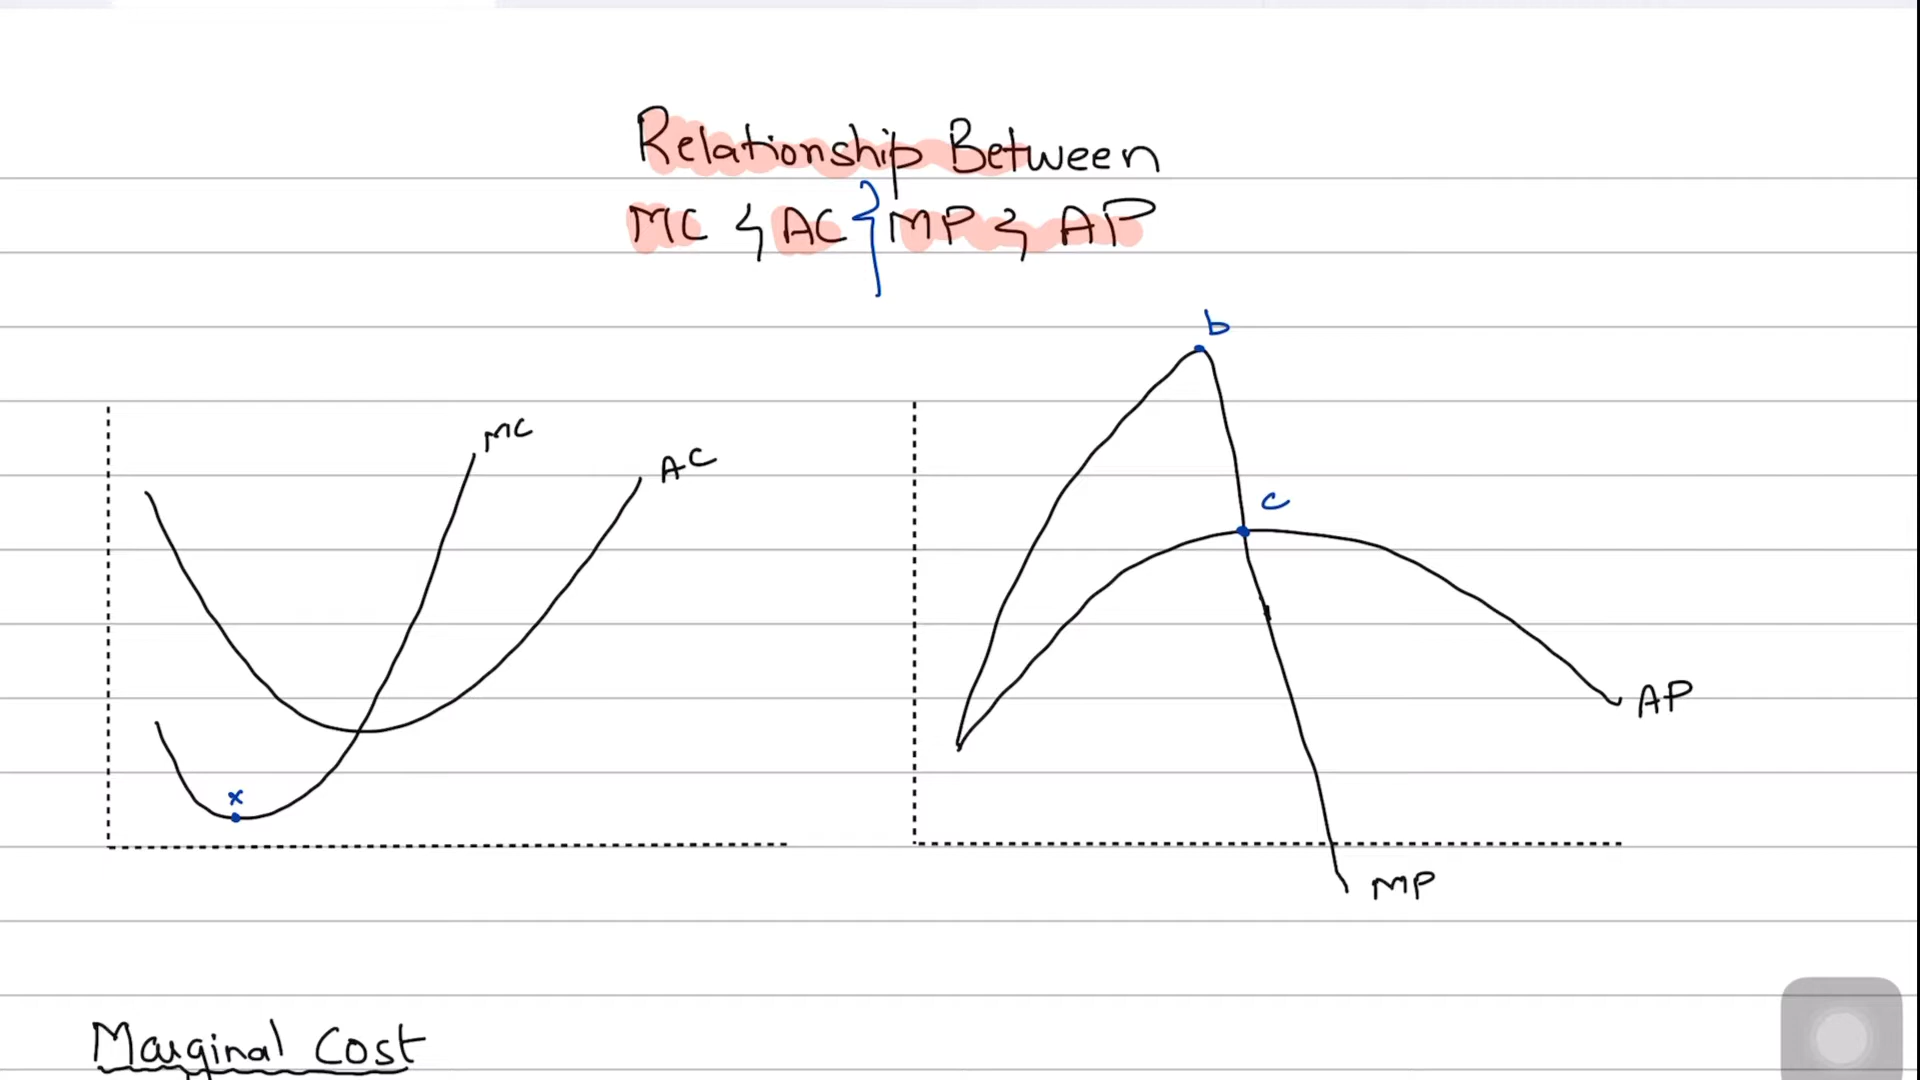 Relationship Between
MC & AC } MP & AP
b
MC
AC
c
x
AP
MP
Marginal Cost